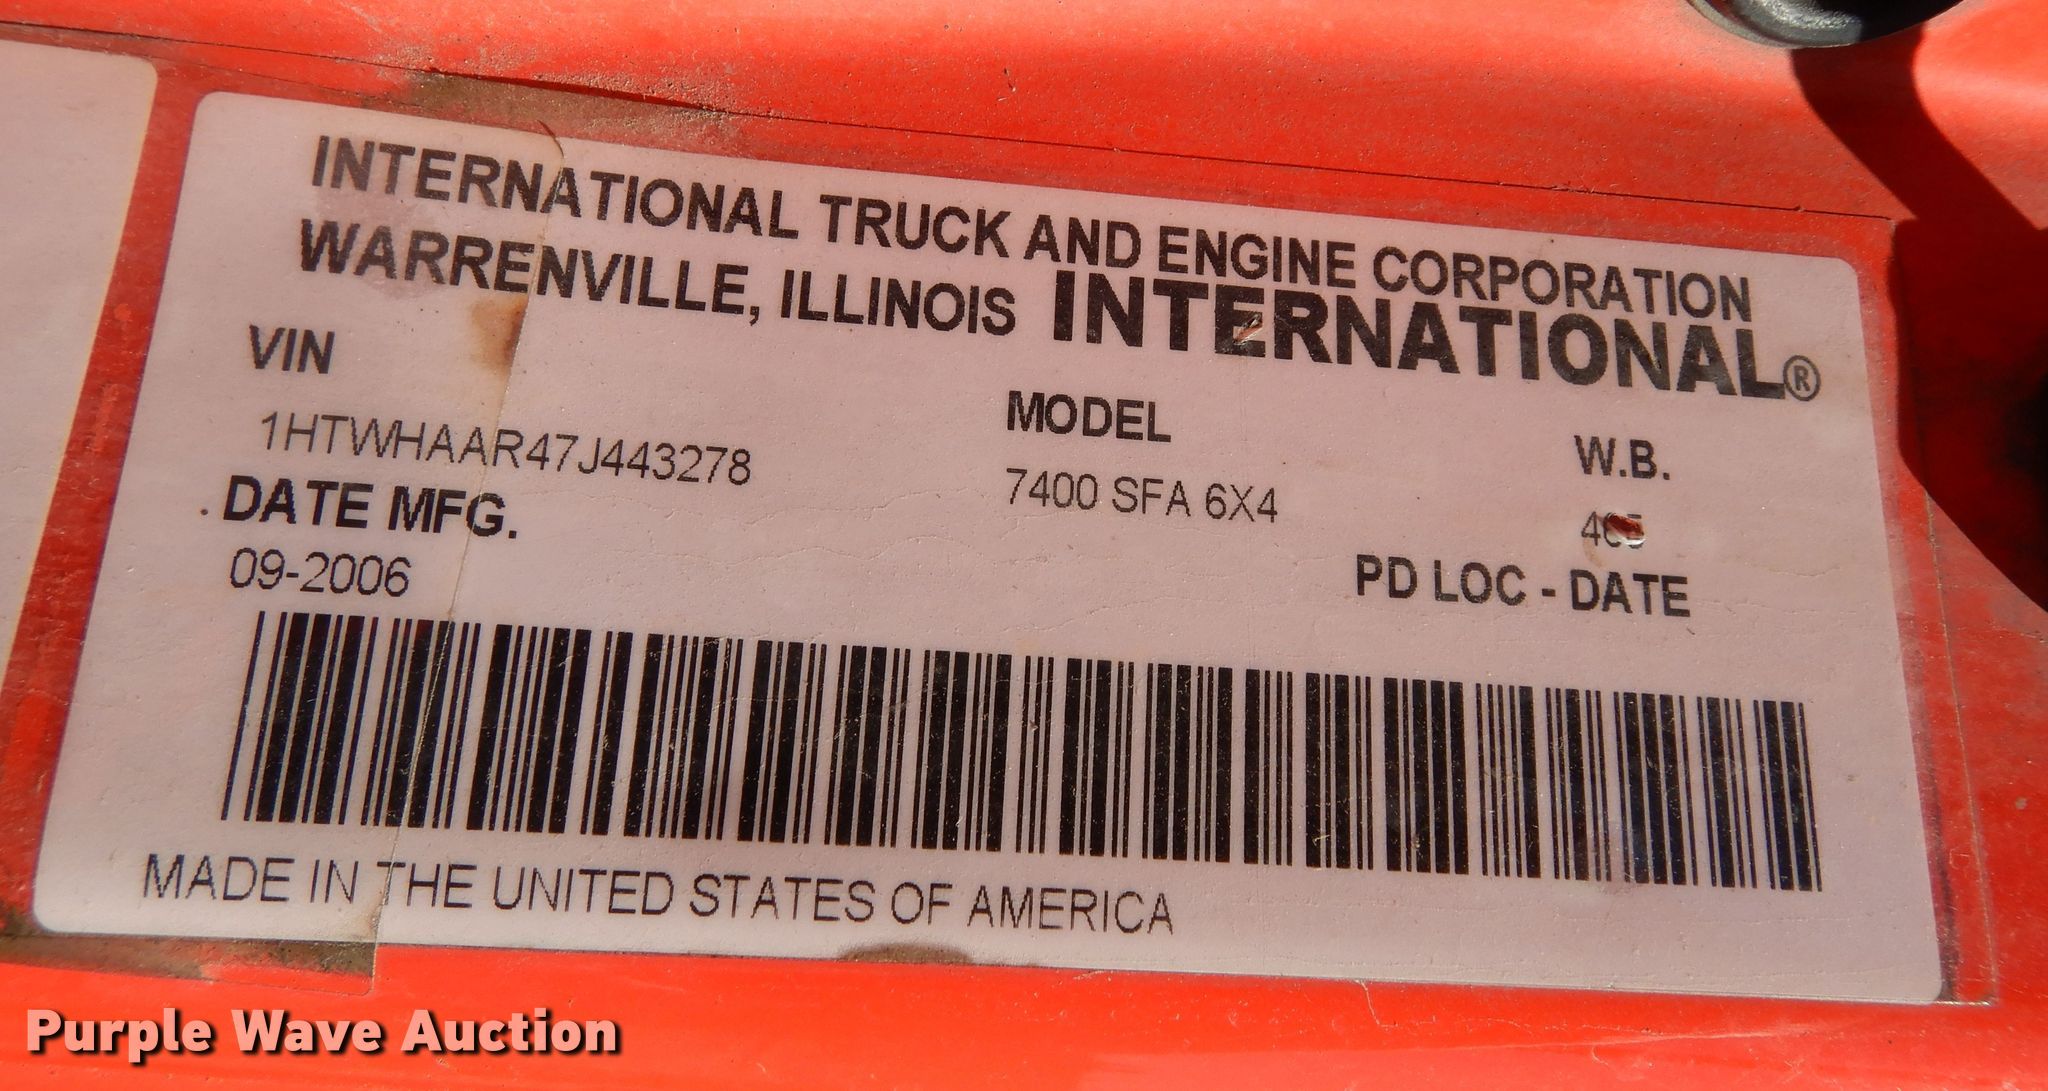 INTERNATIONAL TRUCK AND ENGINE CORPORATION
WARRENVILLE, ILLINOIS INTERNATIONAL®
VIN MODEL W.B.
1HTWHAAR47J443278 7400 SFA 6X4
DATE MFG. PD LOC - DATE
09-2006
MADE IN THE UNITED STATES OF AMERICA
Purple Wave Auction